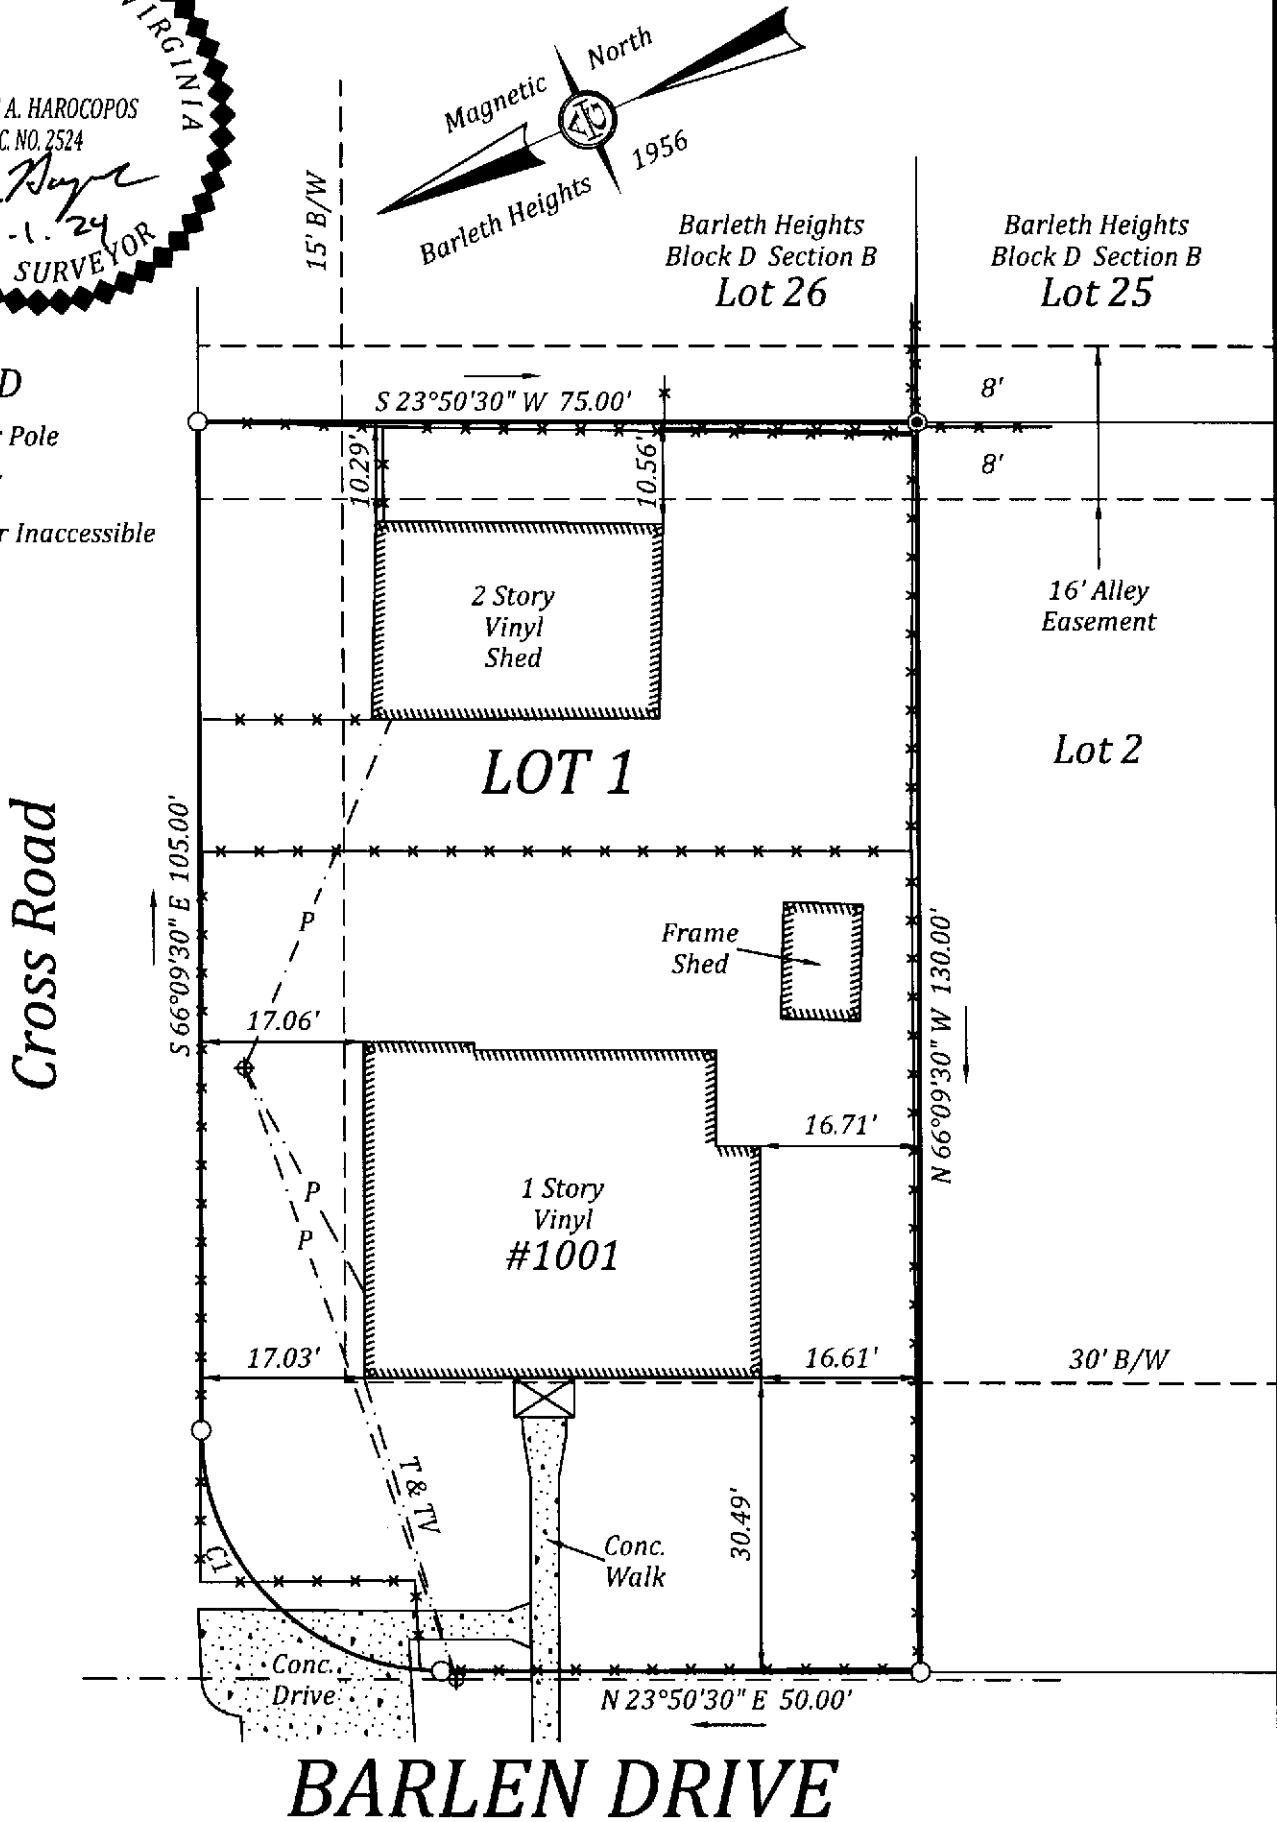 VIRGINIA
A. HAROCOPOS
C. NO. 2524
-1. 24
SURVEYOR
Magnetic North
Barleth Heights 1956
15' B/W
Barleth Heights
Block D Section B
Lot 26
Barleth Heights
Block D Section B
Lot 25
D
Pole
r Inaccessible
S 23°50'30" W 75.00'
8'
8'
10.29'
10.56'
16' Alley
Easement
2 Story
Vinyl
Shed
LOT 1
Lot 2
Cross Road
S 66°09'30" E 105.00'
P
Frame
Shed
N 66°09'30" W 130.00'
17.06'
16.71'
P
P
1 Story
Vinyl
#1001
17.03'
16.61'
30' B/W
T & TV
30.49'
Conc.
Walk
C1
Conc.
Drive
N 23°50'30" E 50.00'
BARLEN DRIVE